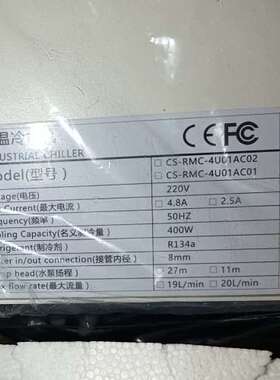 温冷
CE FC
DUSTRIAL CHILLER
odel(型号) □ CS-RMC-4U01AC02
□ CS-RMC-4U01AC01
age(电压) 220V
Current(最大电流) □ 4.8A □ 2.5A
quency(频率) 50HZ
ling Capacity(名义制冷量) 400W
rigerant(制冷剂) R134a
er in/out connection(接管内径) 8mm
p head(水泵扬程) □ 27m □ 11m
x flow rate(最大流量) □ 19L/min □ 20L/min